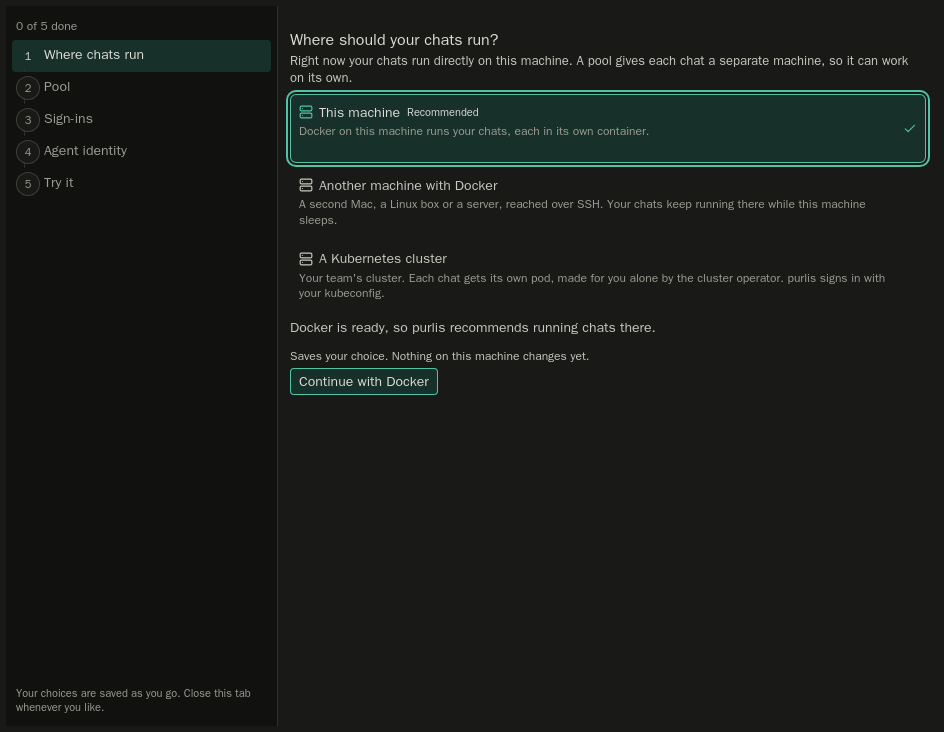 0 of 5 done
1 Where chats run
2 Pool
3 Sign-ins
4 Agent identity
5 Try it
Your choices are saved as you go. Close this tab
whenever you like.
Where should your chats run?
Right now your chats run directly on this machine. A pool gives each chat a separate machine, so it can work
on its own.
This machine Recommended
Docker on this machine runs your chats, each in its own container.
Another machine with Docker
A second Mac, a Linux box or a server, reached over SSH. Your chats keep running there while this machine
sleeps.
A Kubernetes cluster
Your team's cluster. Each chat gets its own pod, made for you alone by the cluster operator. purlis signs in with
your kubeconfig.
Docker is ready, so purlis recommends running chats there.
Saves your choice. Nothing on this machine changes yet.
Continue with Docker